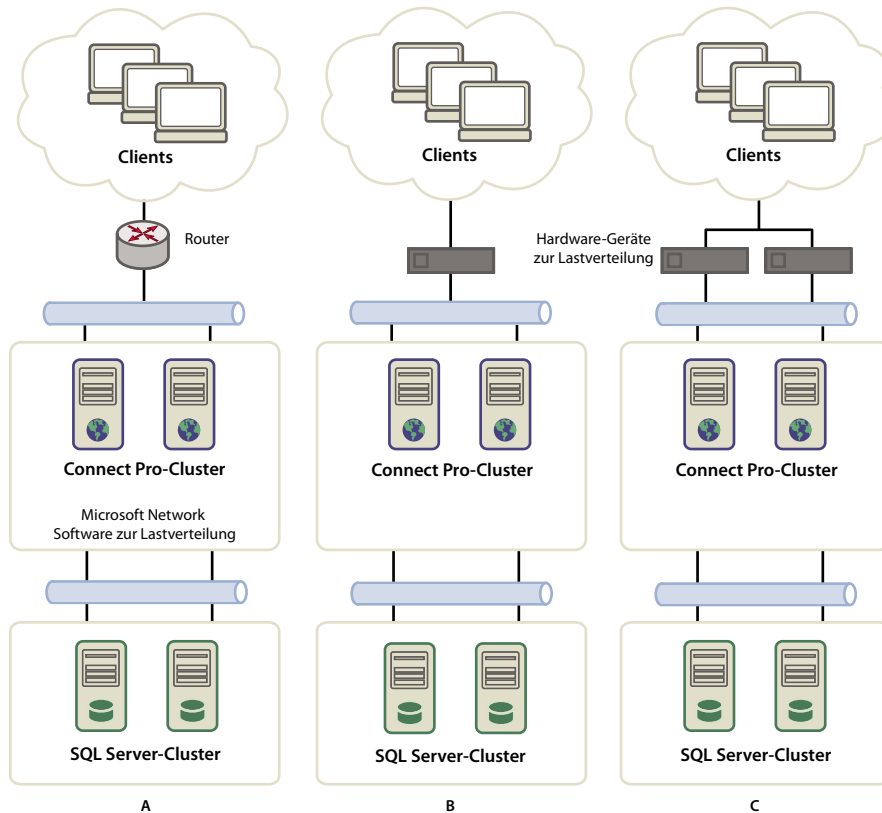 Clients
Clients
Clients
Router
Hardware-Geräte
zur Lastverteilung
Connect Pro-Cluster
Connect Pro-Cluster
Connect Pro-Cluster
Microsoft Network
Software zur Lastverteilung
SQL Server-Cluster
SQL Server-Cluster
SQL Server-Cluster
A
B
C